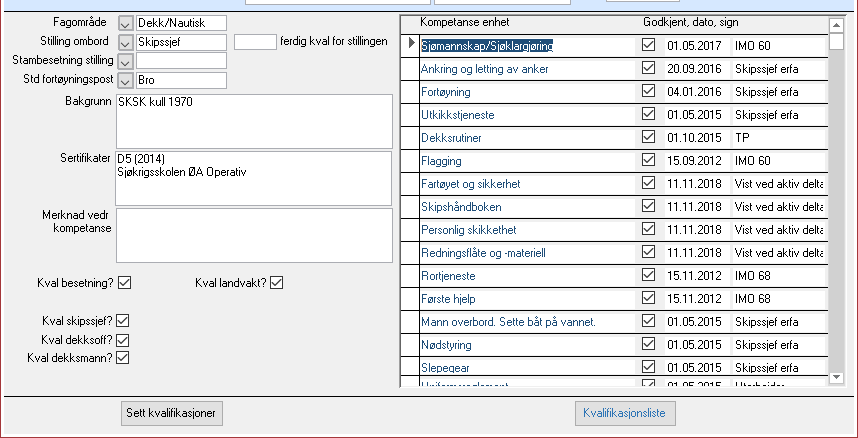 Fagområde Dekk/Nautisk
Stilling ombord Skipssjef ferdig kval for stillingen
Stambesetning stilling
Std fortøyningspost Bro
Bakgrunn SKSK kull 1970
Sertifikater D5 (2014)
Sjøkrigsskolen ØA Operativ
Merknad vedr
kompetanse
Kval besetning? Kval landvakt?
Kval skipssjef?
Kval dekksoff?
Kval dekksmann?
Kompetanse enhet Godkjent, dato, sign
Sjømannskap/Sjøklargjøring 01.05.2017 IMO 60
Ankring og letting av anker 20.09.2016 Skipssjef erfa
Fortøyning 04.01.2016 Skipssjef erfa
Utkikkstjeneste 01.05.2015 Skipssjef erfa
Dekksrutiner 01.10.2015 TP
Flagging 15.09.2012 IMO 60
Fartøyet og sikkerhet 11.11.2018 Vist ved aktiv delta
Skipshåndboken 11.11.2018 Vist ved aktiv delta
Personlig skikkethet 11.11.2018 Vist ved aktiv delta
Redningsflåte og -materiell 11.11.2018 Vist ved aktiv delta
Rortjeneste 15.11.2012 IMO 68
Første hjelp 15.11.2012 IMO 68
Mann overbord. Sette båt på vannet. 01.05.2015 Skipssjef erfa
Nødstyring 01.05.2015 Skipssjef erfa
Slepegear 01.05.2015 Skipssjef erfa
Sett kvalifikasjoner Kvalifikasjonsliste